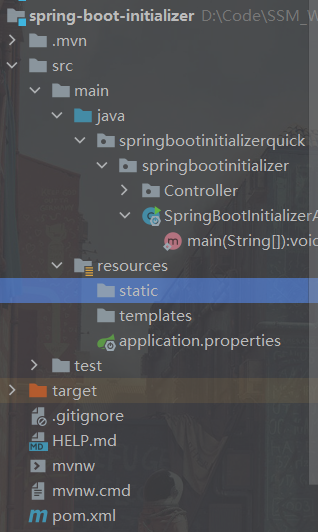 spring-boot-initializer D:\Code\SSM_W
.mvn
src
main
java
springbootinitializerquick
springbootinitializer
Controller
SpringBootInitializerA
main(String[]):void
resources
static
templates
application.properties
test
target
.gitignore
HELP.md
mvnw
mvnw.cmd
pom.xml